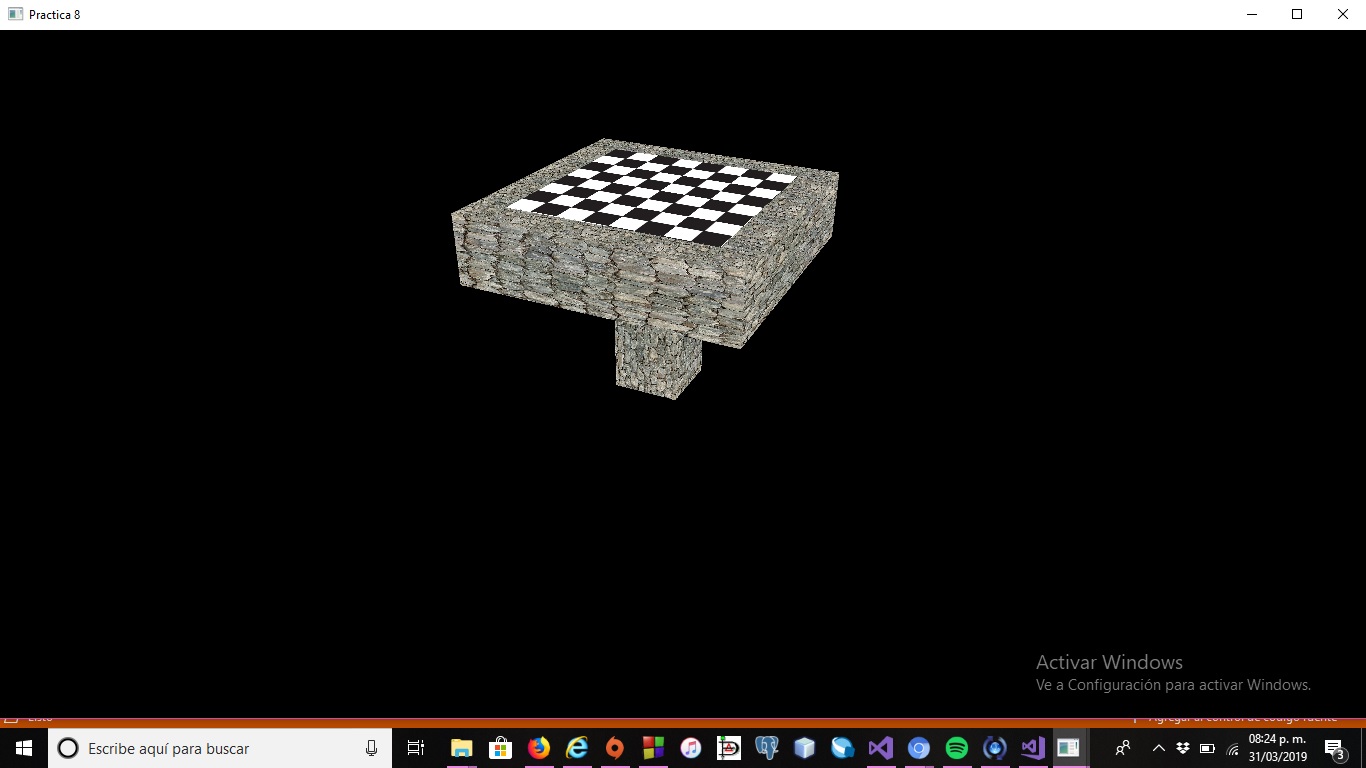 Practica 8
Activar Windows
Ve a Configuración para activar Windows.
Listo
Agregar al control de código fuente
Escribe aquí para buscar
08:24 p. m.
31/03/2019
3